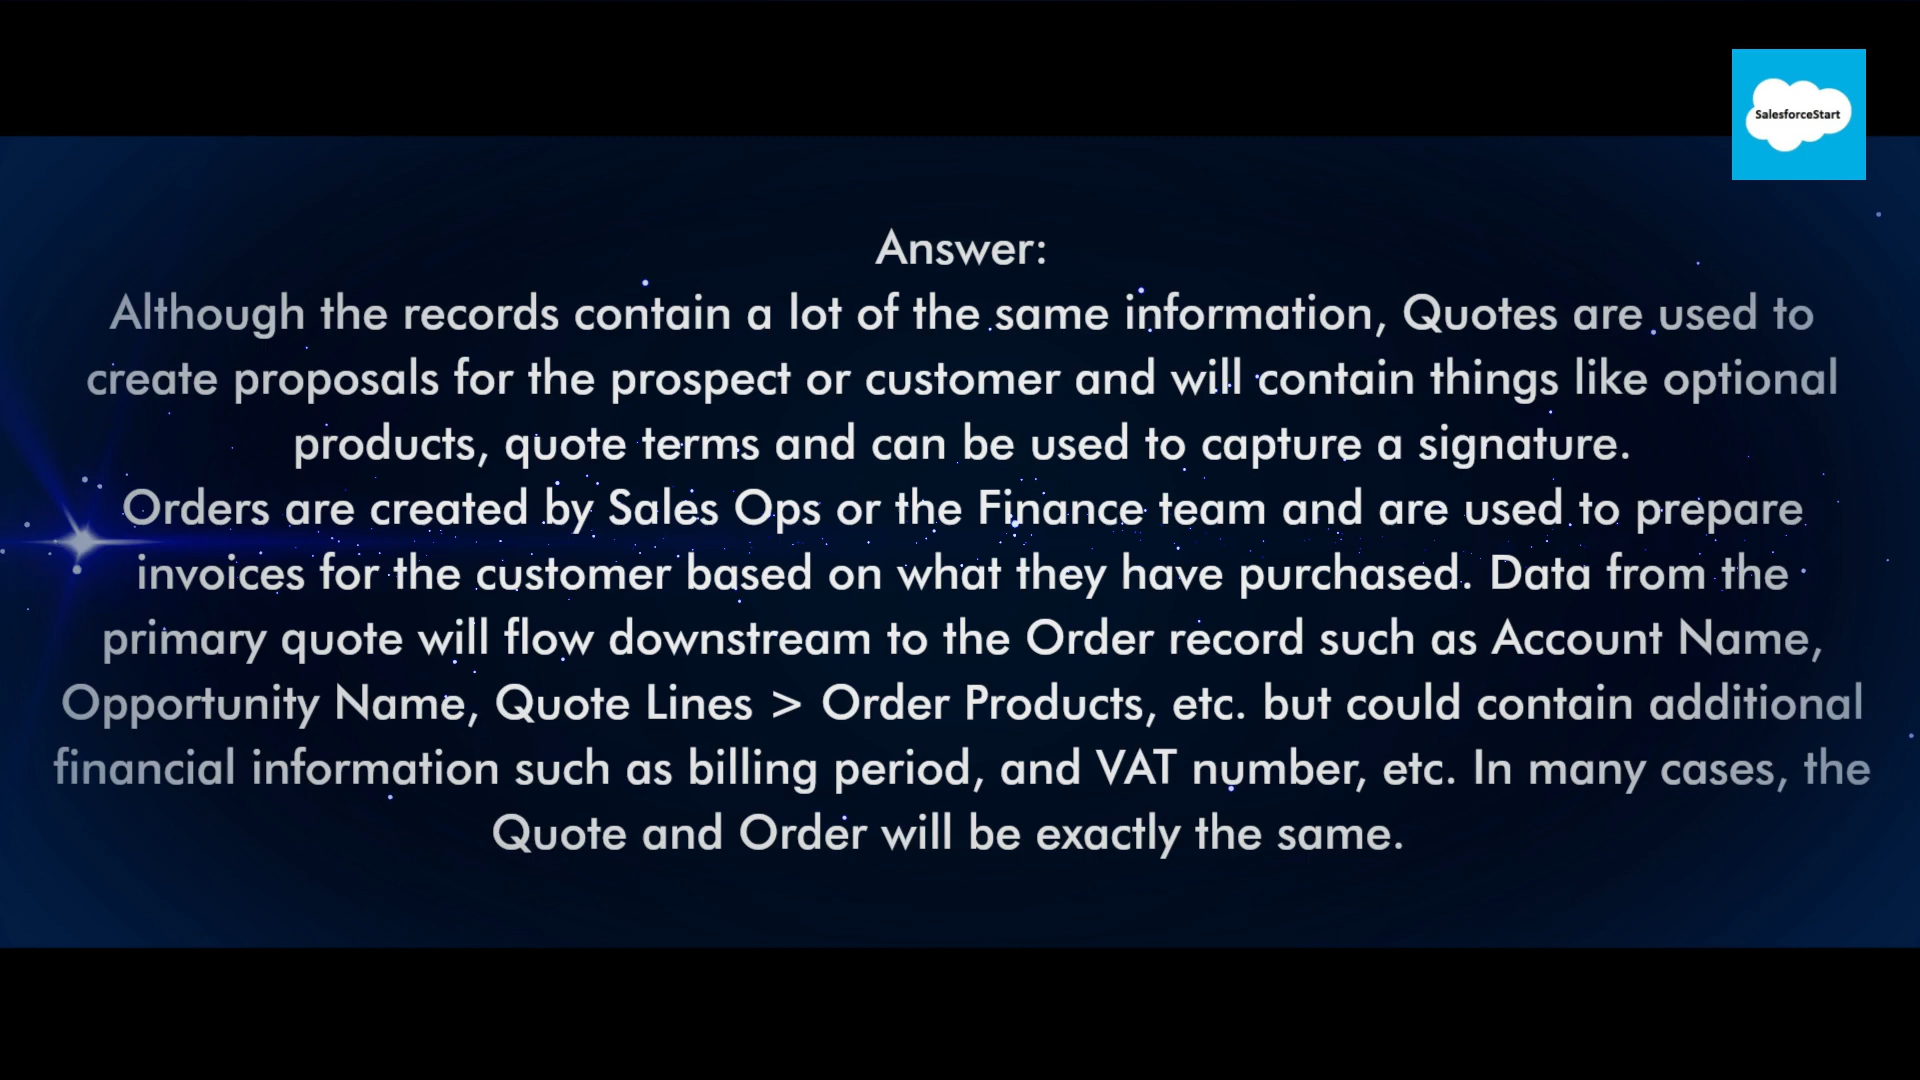 SalesforceStart
Answer:
Although the records contain a lot of the same information, Quotes are used to
create proposals for the prospect or customer and will contain things like optional
products, quote terms and can be used to capture a signature.
Orders are created by Sales Ops or the Finance team and are used to prepare
invoices for the customer based on what they have purchased. Data from the
primary quote will flow downstream to the Order record such as Account Name,
Opportunity Name, Quote Lines > Order Products, etc. but could contain additional
financial information such as billing period, and VAT number, etc. In many cases, the
Quote and Order will be exactly the same.